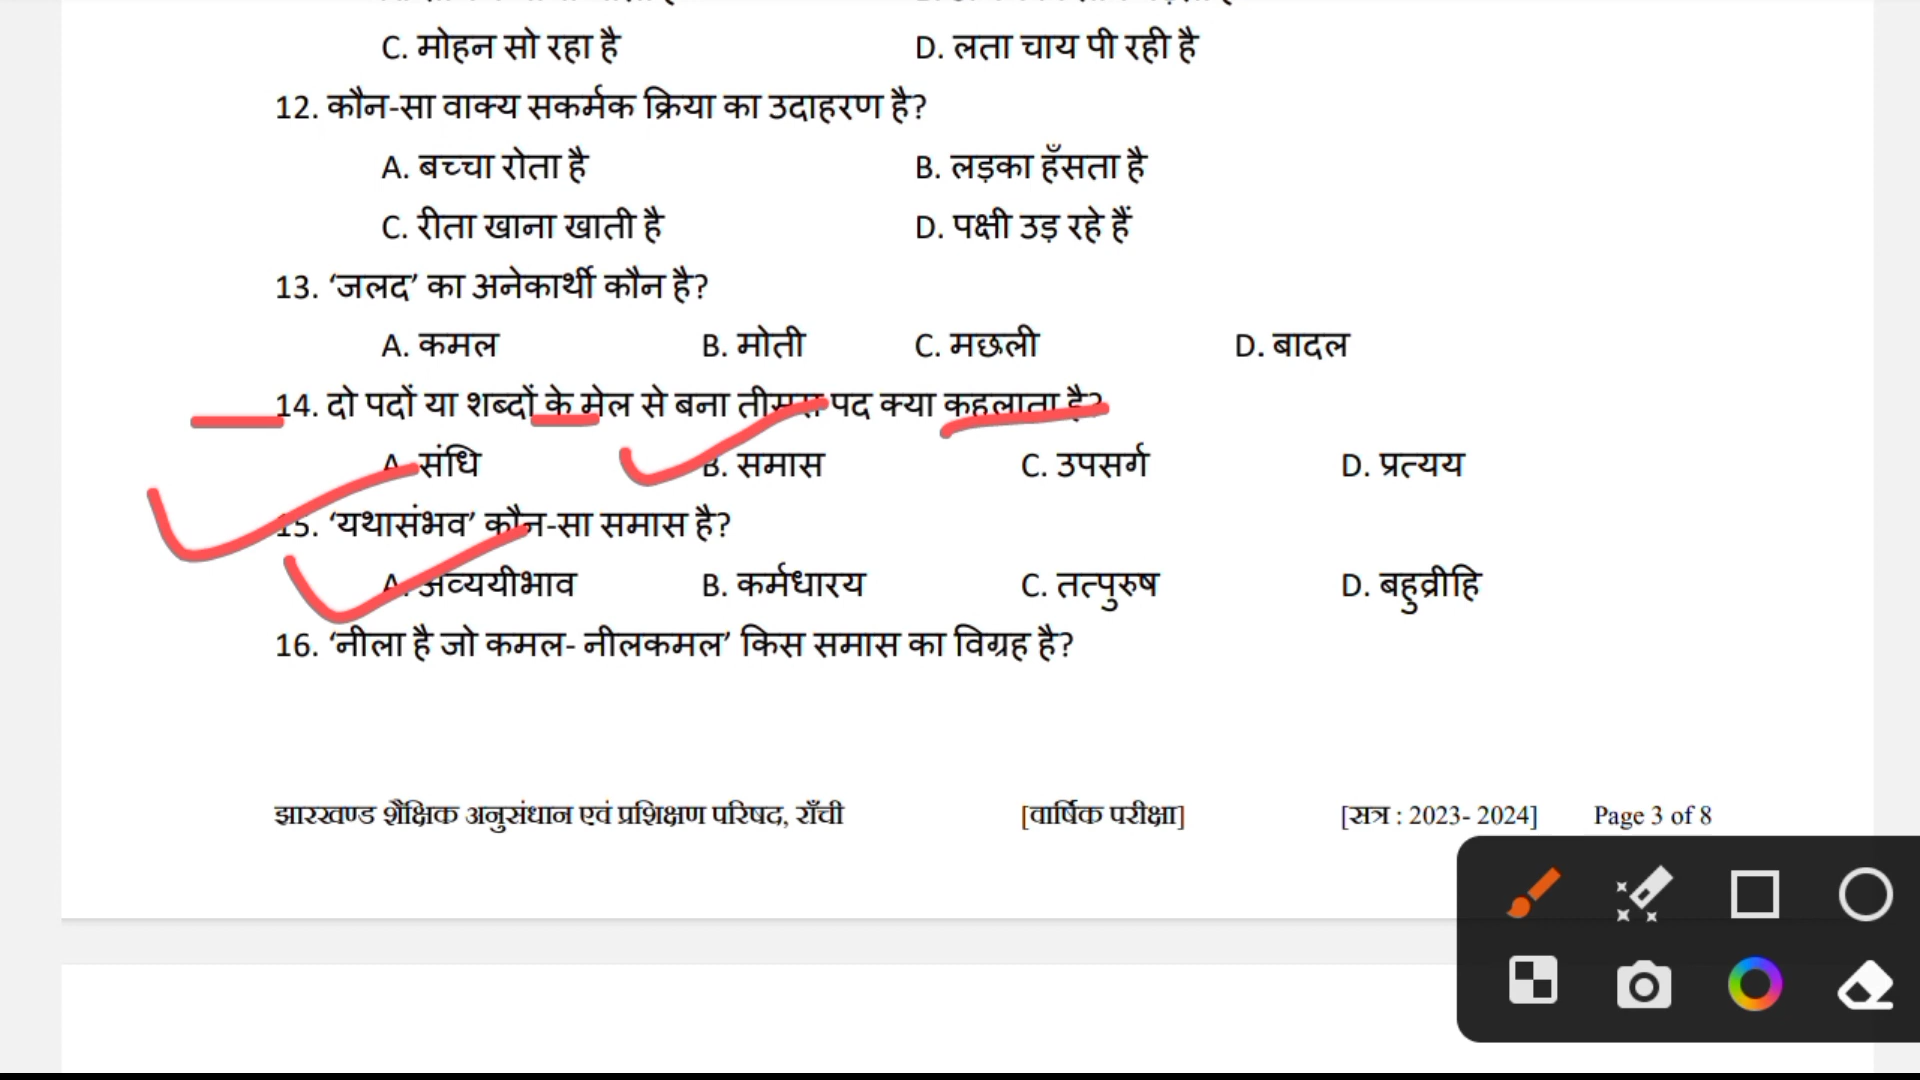 C. मोहन सो रहा है D. लता चाय पी रही है
12. कौन-सा वाक्य सकर्मक क्रिया का उदाहरण है?
A. बच्चा रोता है B. लड़का हँसता है
C. रीता खाना खाती है D. पक्षी उड़ रहे हैं
13. ‘जलद’ का अनेकार्थी कौन है?
A. कमल B. मोती C. मछली D. बादल
14. दो पदों या शब्दों के मेल से बना तीसरा पद क्या कहलाता है?
A. संधि B. समास C. उपसर्ग D. प्रत्यय
15. ‘यथासंभव’ कौन-सा समास है?
A. अव्ययीभाव B. कर्मधारय C. तत्पुरुष D. बहुव्रीहि
16. ‘नीला है जो कमल- नीलकमल’ किस समास का विग्रह है?
झारखण्ड शैक्षिक अनुसंधान एवं प्रशिक्षण परिषद, राँची [वार्षिक परीक्षा] [सत्र : 2023- 2024] Page 3 of 8